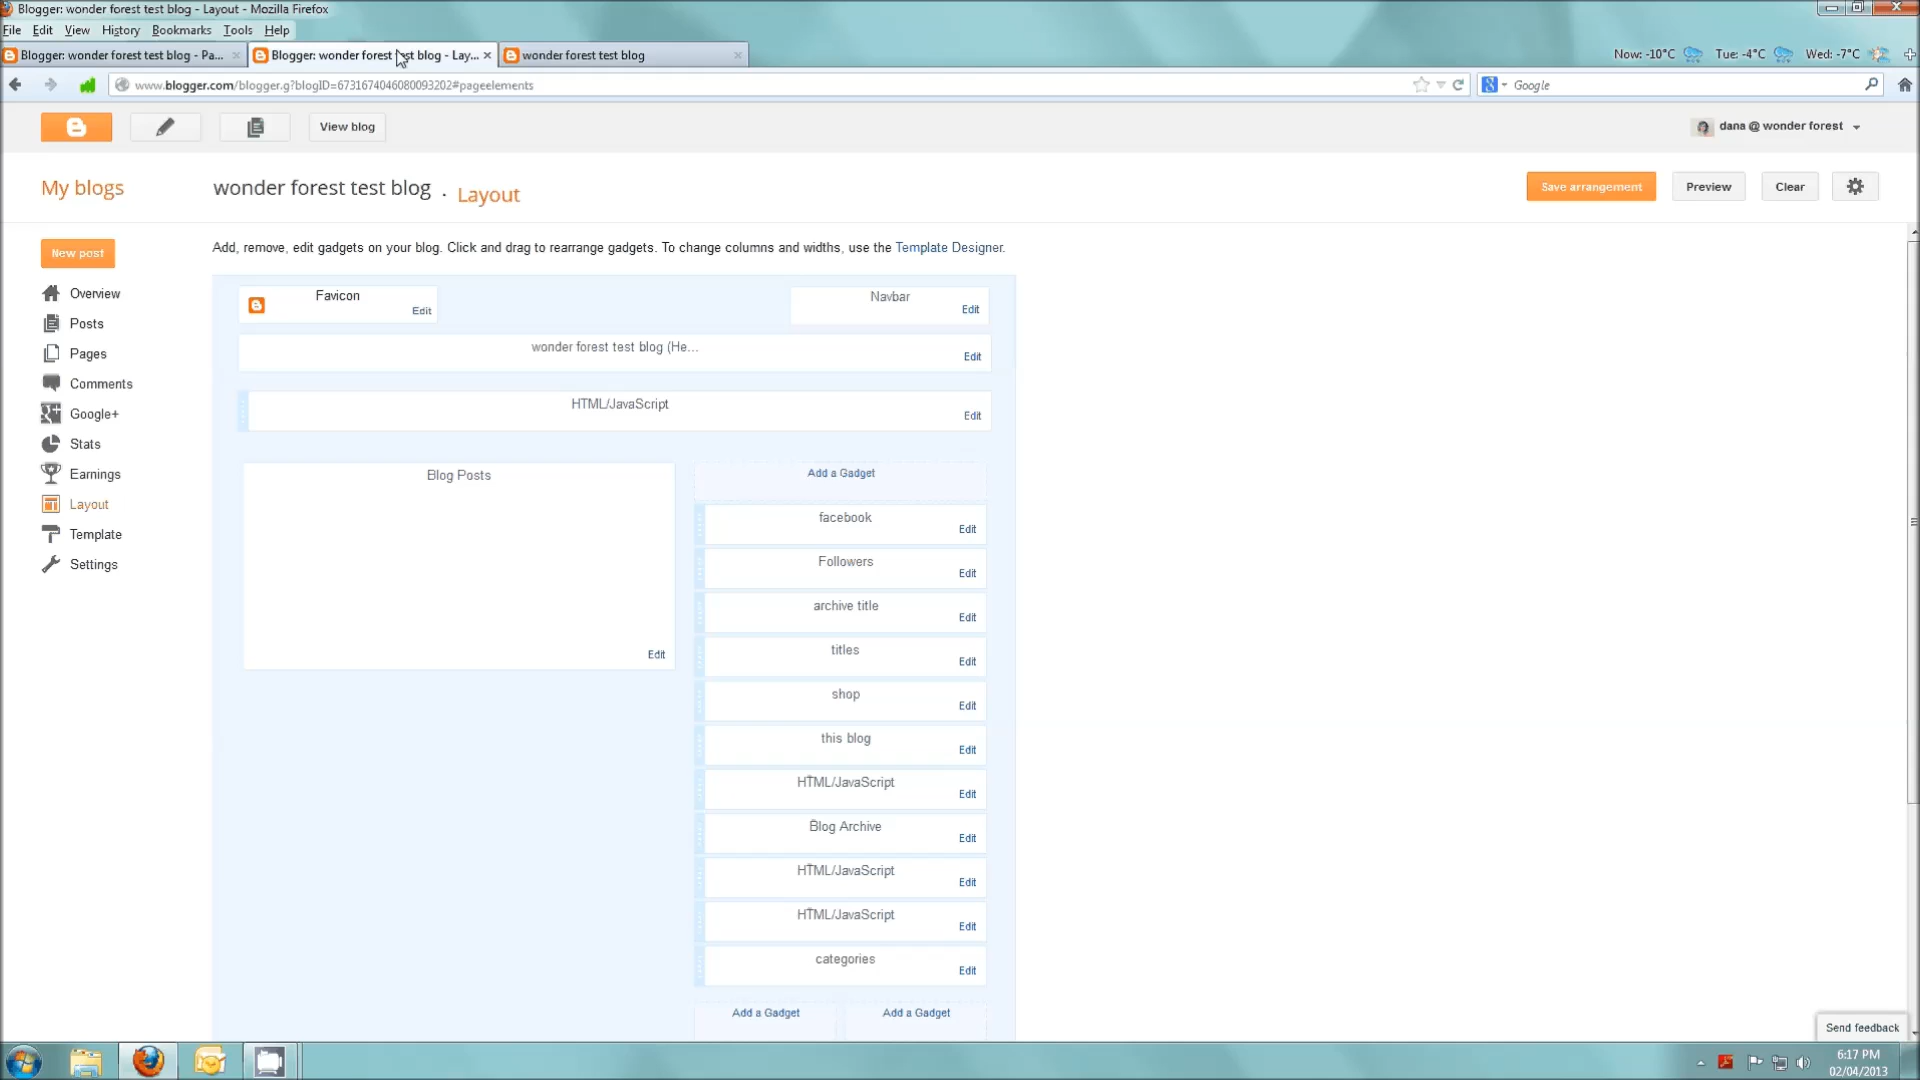 Blogger: wonder forest test blog - Layout - Mozilla Firefox
File Edit View History Bookmarks Tools Help
Blogger: wonder forest test blog - Pa... Blogger: wonder forest test blog - Lay... wonder forest test blog Now: -10°C Tue: -4°C Wed: -7°C
www.blogger.com/blogger.g?blogID=6731674046080093202#pageelements Google
View blog dana @ wonder forest
My blogs wonder forest test blog . Layout Save arrangement Preview Clear
New post
Add, remove, edit gadgets on your blog. Click and drag to rearrange gadgets. To change columns and widths, use the Template Designer.
Overview
Posts
Pages
Comments
Google+
Stats
Earnings
Layout
Template
Settings
Favicon
Edit
Navbar
Edit
wonder forest test blog (He...
Edit
HTML/JavaScript
Edit
Blog Posts
Edit
Add a Gadget
facebook
Edit
Followers
Edit
archive title
Edit
titles
Edit
shop
Edit
this blog
Edit
HTML/JavaScript
Edit
Blog Archive
Edit
HTML/JavaScript
Edit
HTML/JavaScript
Edit
categories
Edit
Add a Gadget Add a Gadget
Send feedback
6:17 PM
02/04/2013